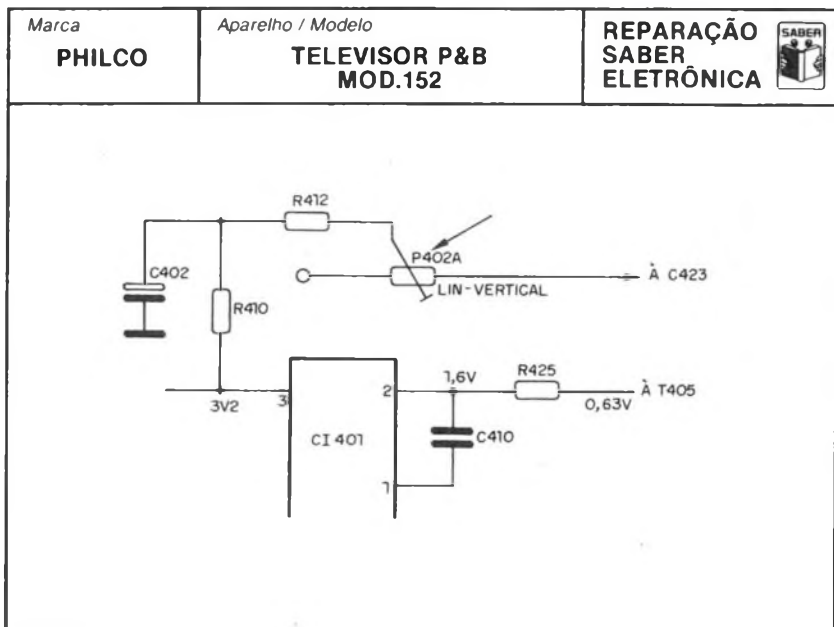 Marca
PHILCO
Aparelho / Modelo
TELEVISOR P&B
MOD.152
REPARAÇÃO
SABER
ELETRÔNICA
SABER
R412
P402A
C402
À C423
LIN-VERTICAL
R410
1,6V
R425
À T405
3V2
3
2
0,63V
CI 401
C410
1